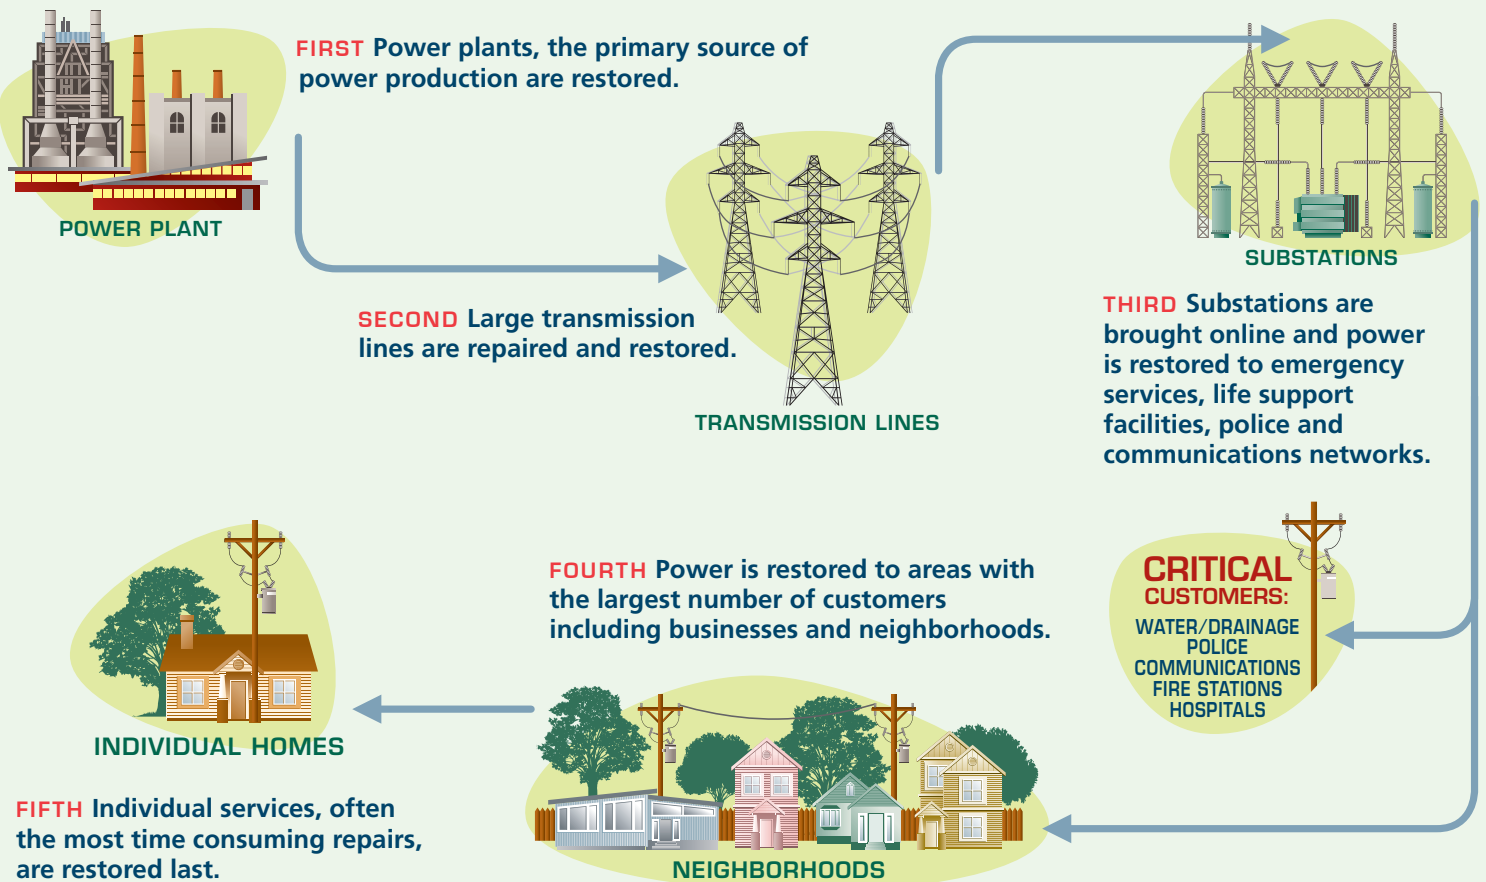 FIRST Power plants, the primary source of
power production are restored.
POWER PLANT
SECOND Large transmission
lines are repaired and restored.
TRANSMISSION LINES
SUBSTATIONS
THIRD Substations are
brought online and power
is restored to emergency
services, life support
facilities, police and
communications networks.
CRITICAL
CUSTOMERS:
WATER/DRAINAGE
POLICE
COMMUNICATIONS
FIRE STATIONS
HOSPITALS
FOURTH Power is restored to areas with
the largest number of customers
including businesses and neighborhoods.
NEIGHBORHOODS
INDIVIDUAL HOMES
FIFTH Individual services, often
the most time consuming repairs,
are restored last.